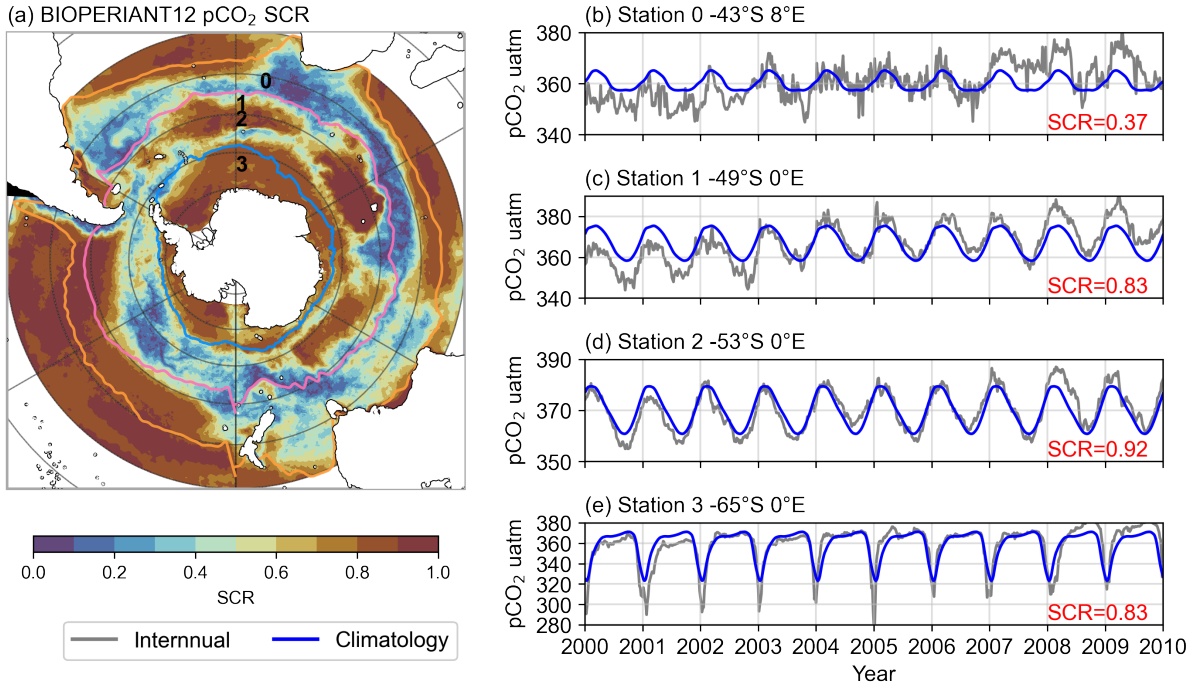 (a) BIOPERIANT12 pCO₂ SCR
0
1
2
3
0.0 0.2 0.4 0.6 0.8 1.0
SCR
Internnual Climatology
(b) Station 0 -43°S 8°E
pCO₂ uatm
380
360
340
SCR=0.37
(c) Station 1 -49°S 0°E
pCO₂ uatm
380
360
340
SCR=0.83
(d) Station 2 -53°S 0°E
pCO₂ uatm
390
370
350
SCR=0.92
(e) Station 3 -65°S 0°E
pCO₂ uatm
380
360
340
320
300
280
SCR=0.83
2000 2001 2002 2003 2004 2005 2006 2007 2008 2009 2010
Year